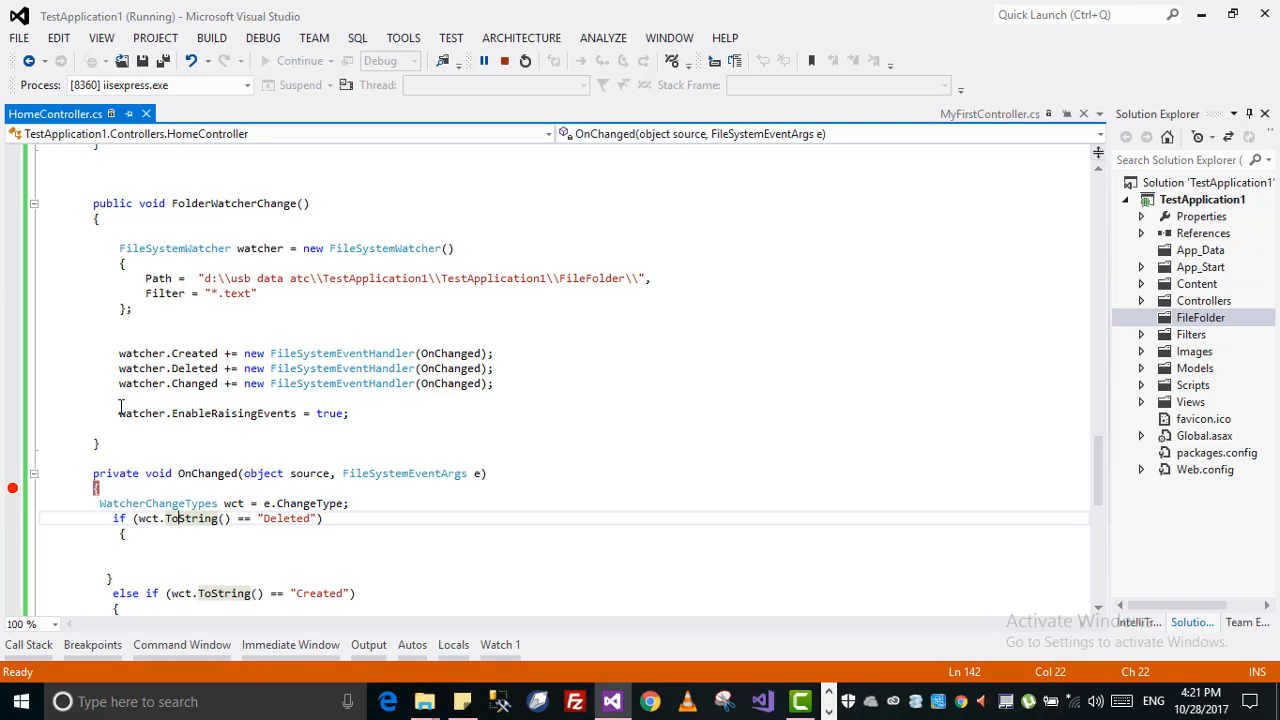 TestApplication1 (Running) - Microsoft Visual Studio
Quick Launch (Ctrl+Q)
FILE EDIT VIEW PROJECT BUILD DEBUG TEAM SQL TOOLS TEST ARCHITECTURE ANALYZE WINDOW HELP
Continue Debug
Process: [8360] iisexpress.exe Suspend Thread: Stack Frame:
HomeController.cs MyFirstController.cs
TestApplication1.Controllers.HomeController OnChanged(object source, FileSystemEventArgs e)
}
public void FolderWatcherChange()
{
FileSystemWatcher watcher = new FileSystemWatcher()
{
Path = "d:\\usb data atc\\TestApplication1\\TestApplication1\\FileFolder\\",
Filter = "*.text"
};
watcher.Created += new FileSystemEventHandler(OnChanged);
watcher.Deleted += new FileSystemEventHandler(OnChanged);
watcher.Changed += new FileSystemEventHandler(OnChanged);
watcher.EnableRaisingEvents = true;
}
private void OnChanged(object source, FileSystemEventArgs e)
{
WatcherChangeTypes wct = e.ChangeType;
if (wct.ToString() == "Deleted")
{
}
else if (wct.ToString() == "Created")
{
100 %
Solution Explorer
Search Solution Explorer (
Solution 'TestApplication1'
TestApplication1
Properties
References
App_Data
App_Start
Content
Controllers
FileFolder
Filters
Images
Models
Scripts
Views
favicon.ico
Global.asax
packages.config
Web.config
IntelliTr... Solutio... Team E...
Activate Windows
Go to Settings to activate Windows.
Call Stack Breakpoints Command Window Immediate Window Output Autos Locals Watch 1
Ready Ln 142 Col 22 Ch 22 INS
Type here to search
ENG
4:21 PM
10/28/2017